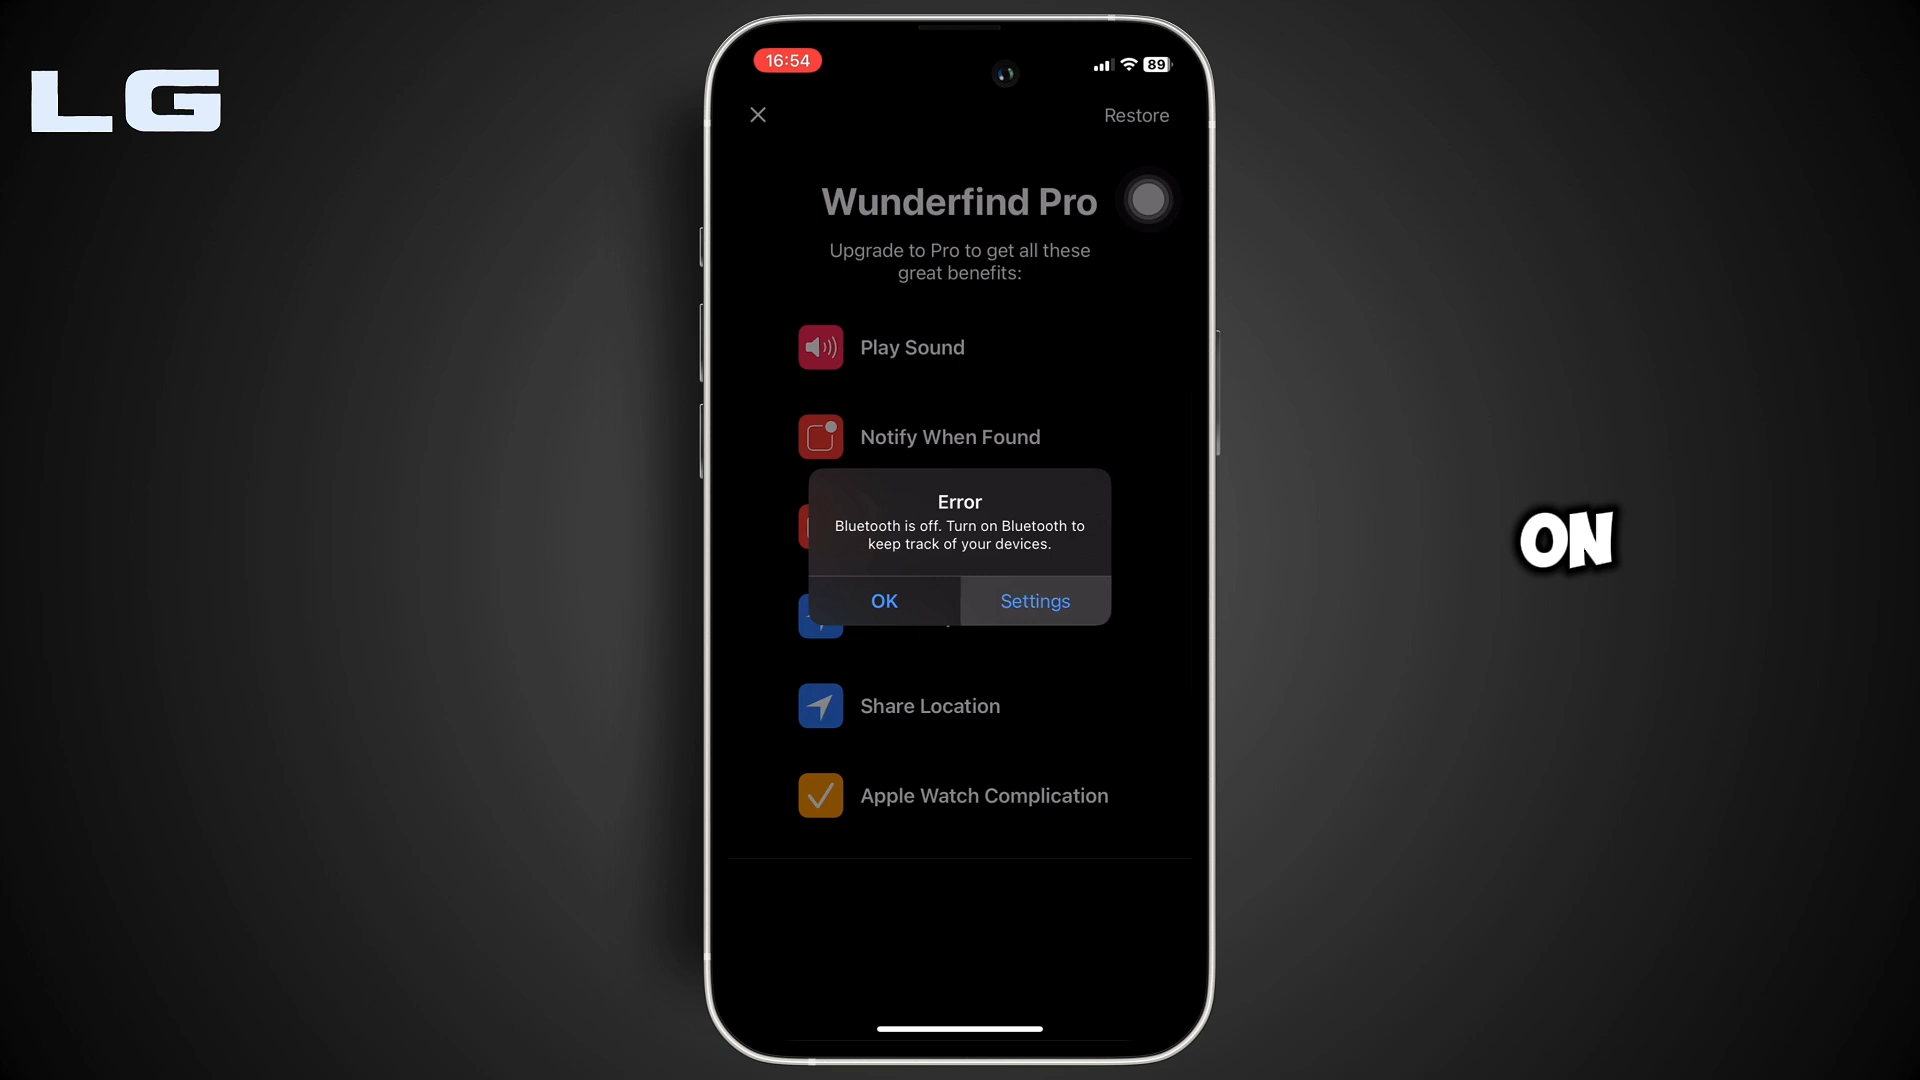 LG
16:54
89
Restore
Wunderfind Pro
Upgrade to Pro to get all these
great benefits:
Play Sound
Notify When Found
Error
Bluetooth is off. Turn on Bluetooth to
keep track of your devices.
OK
Settings
ON
Share Location
Apple Watch Complication